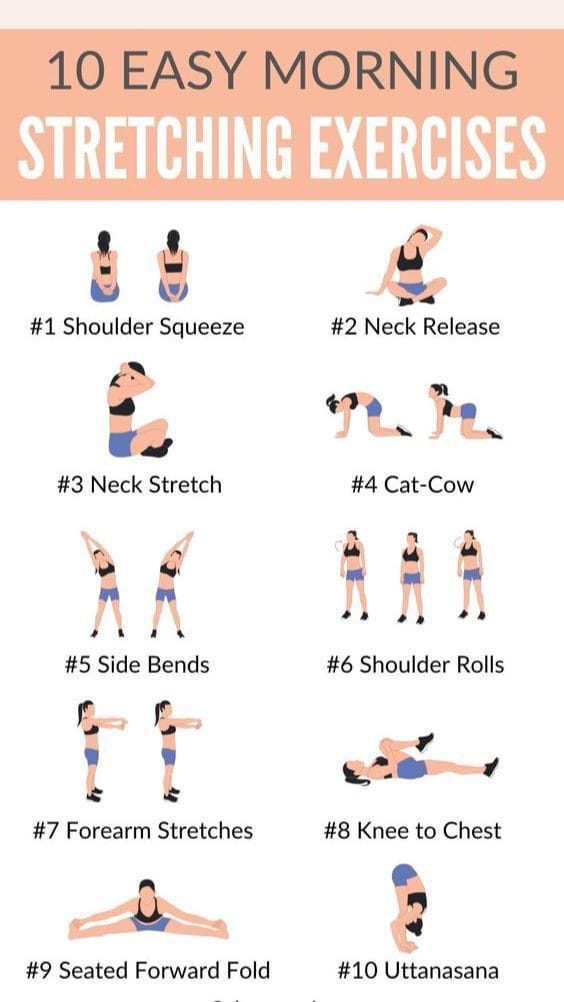 10 EASY MORNING
STRETCHING EXERCISES
#1 Shoulder Squeeze
#2 Neck Release
#3 Neck Stretch
#4 Cat-Cow
#5 Side Bends
#6 Shoulder Rolls
#7 Forearm Stretches
#8 Knee to Chest
#9 Seated Forward Fold
#10 Uttanasana